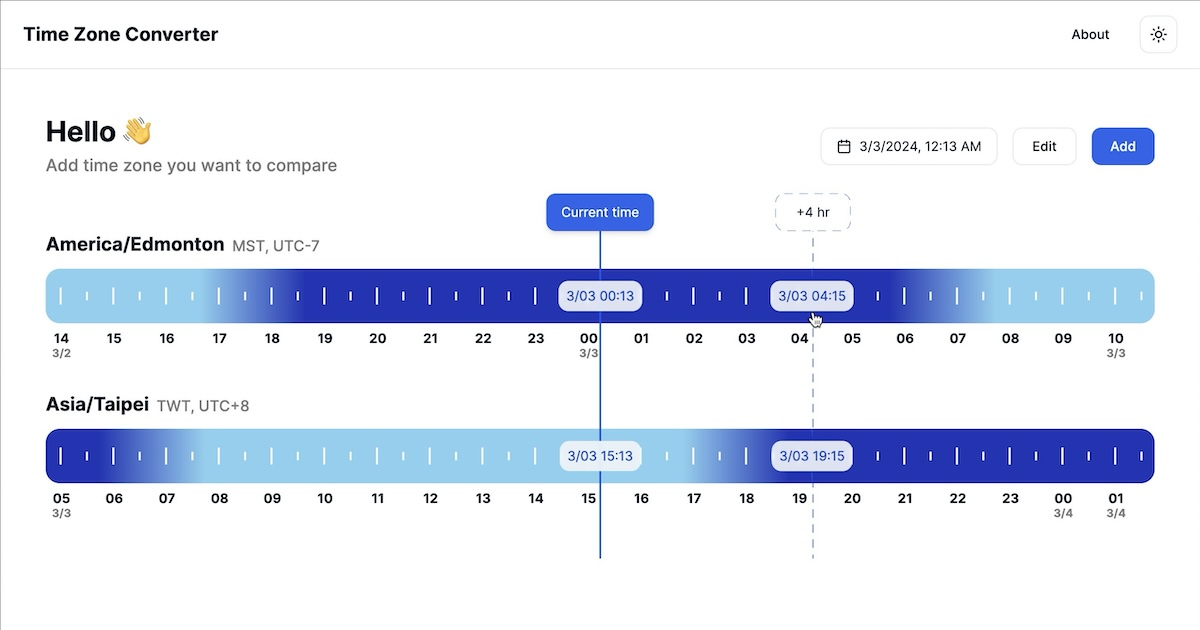 Time Zone Converter
About
Hello 👋
Add time zone you want to compare
3/3/2024, 12:13 AM
Edit
Add
Current time
+4 hr
America/Edmonton MST, UTC-7
3/03 00:13
3/03 04:15
14 15 16 17 18 19 20 21 22 23 00 01 02 03 04 05 06 07 08 09 10
3/2 3/3 3/3
Asia/Taipei TWT, UTC+8
3/03 15:13
3/03 19:15
05 06 07 08 09 10 11 12 13 14 15 16 17 18 19 20 21 22 23 00 01
3/3 3/4 3/4